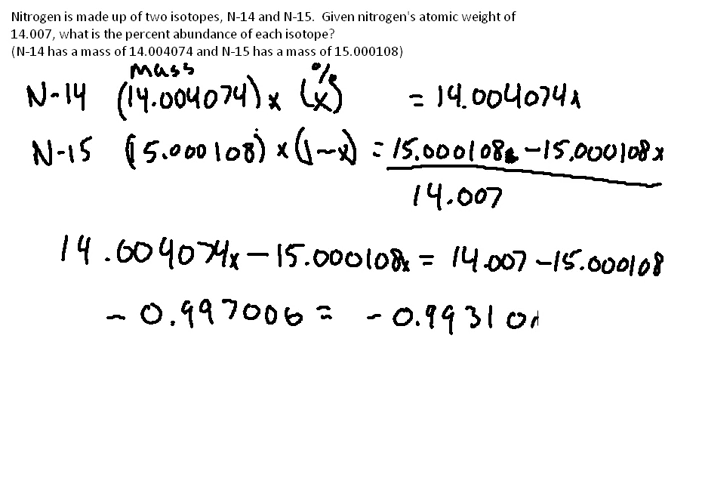 Nitrogen is made up of two isotopes, N-14 and N-15. Given nitrogen's atomic weight of
14.007, what is the percent abundance of each isotope?
(N-14 has a mass of 14.004074 and N-15 has a mass of 15.000108)
mass %
N-14 (14.004074) x (x) = 14.004074x
N-15 (15.000108) x (1-x) = 15.000108 - 15.000108x
14.007
14.004074x - 15.000108x = 14.007 - 15.000108
- 0.997006 = - 0.99310